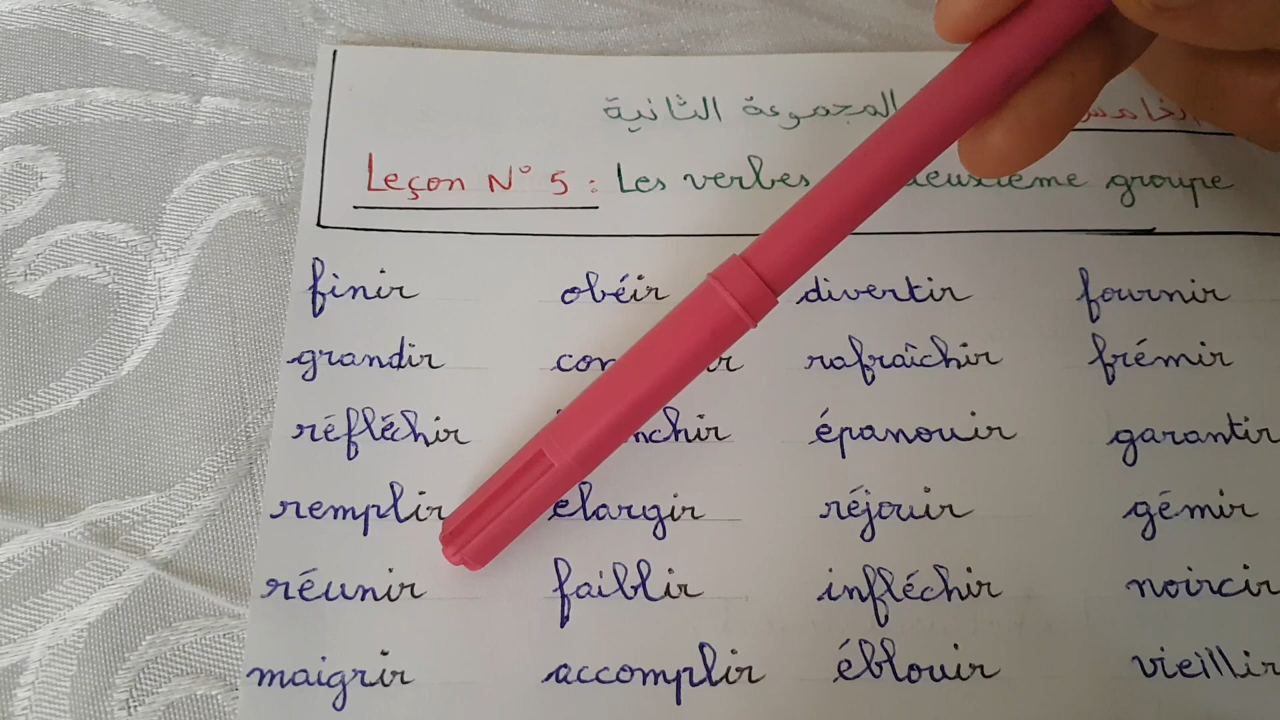 المجموعة الثانية
Leçon N° 5 : Les verbes deuxième groupe
finir obéir divertir fournir
grandir rafraîchir frémir
réfléchir épanouir garantir
remplir élargir réjouir gémir
réunir faiblir infléchir noircir
maigrir accomplir éblouir vieillir